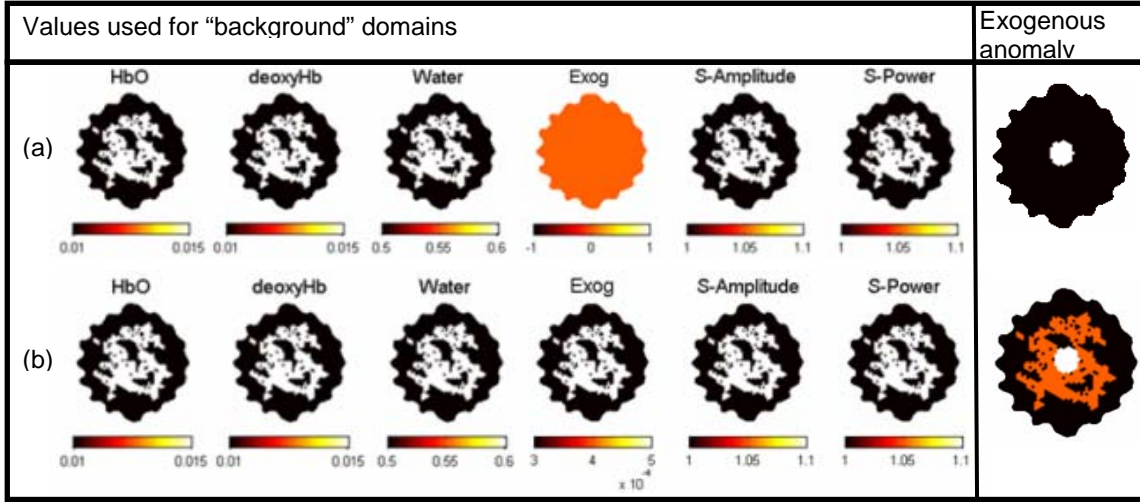 Values used for “background” domains
Exogenous
anomaly
(a)
HbO deoxyHb Water Exog S-Amplitude S-Power
0.01 0.015 0.01 0.015 0.5 0.55 0.6 -1 0 1 1 1.05 1.1 1 1.05 1.1
(b)
HbO deoxyHb Water Exog S-Amplitude S-Power
0.01 0.015 0.01 0.015 0.5 0.55 0.6 3 4 5 1 1.05 1.1 1 1.05 1.1
x 10⁻⁴